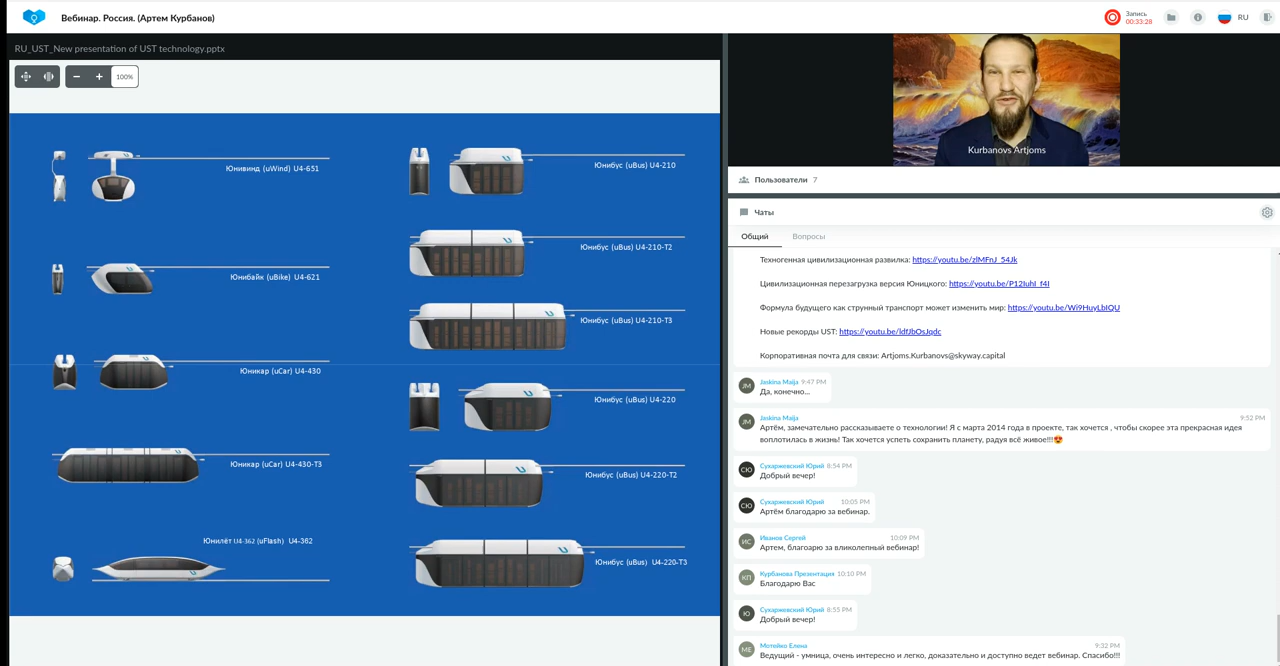 Вебинар. Россия. (Артем Курбанов)
Запись
00:33:28
RU
RU_UST_New presentation of UST technology.pptx
100%
Юнивинд (uWind) U4-651
Юнибайк (uBike) U4-621
Юникар (uCar) U4-430
Юникар (uCar) U4-430-T3
Юнилёт U4-362 (uFlash) U4-362
Юнибус (uBus) U4-210
Юнибус (uBus) U4-210-T2
Юнибус (uBus) U4-210-T3
Юнибус (uBus) U4-220
Юнибус (uBus) U4-220-T2
Юнибус (uBus) U4-220-T3
Kurbanovs Artjoms
Пользователи 7
Чаты
Общий Вопросы
Техногенная цивилизационная развилка: https://youtu.be/zlMFnJ_54Jk
Цивилизационная перезагрузка версия Юницкого: https://youtu.be/P12IuhI_f4I
Формула будущего как струнный транспорт может изменить мир: https://youtu.be/Wi9HuyLbIQU
Новые рекорды UST: https://youtu.be/ldfJbOsJqdc
Корпоративная почта для связи: Artjoms.Kurbanovs@skyway.capital
JM
Jaskina Maija 9:47 PM
Да, конечно...
JM
Jaskina Maija 9:52 PM
Артём, замечательно рассказываете о технологии! Я с марта 2014 года в проекте, так хочется , чтобы скорее эта прекрасная идея
воплотилась в жизнь! Так хочется успеть сохранить планету, радуя всё живое!!!😍
СЮ
Сухаржевский Юрий 8:54 PM
Добрый вечер!
СЮ
Сухаржевский Юрий 10:05 PM
Артём благодарю за вебинар.
ИС
Иванов Сергей 10:09 PM
Артем, благоарю за вликолепный вебинар!
КП
Курбанова Презентация 10:10 PM
Благодарю Вас
Ю
Сухаржевский Юрий 8:55 PM
Добрый вечер!
МЕ
Мотейко Елена 9:32 PM
Ведущий - умница, очень интересно и легко, доказательно и доступно ведет вебинар. Спасибо!!!